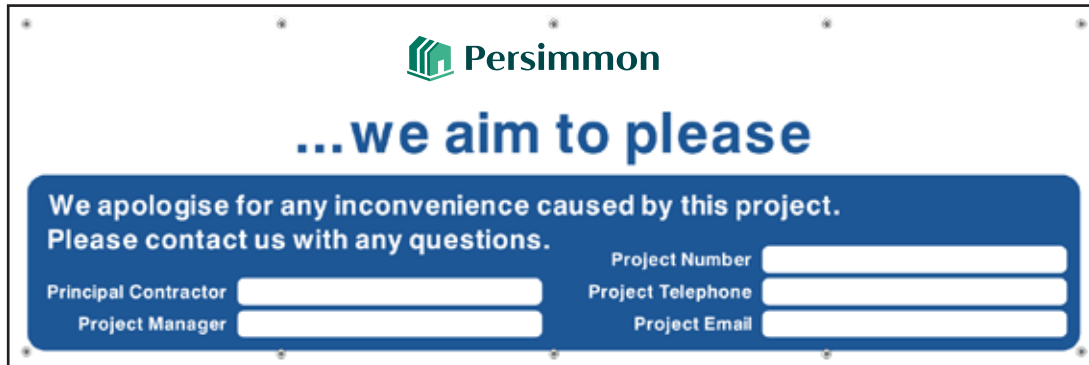 Persimmon
...we aim to please
We apologise for any inconvenience caused by this project.
Please contact us with any questions.
Project Number
Principal Contractor
Project Telephone
Project Manager
Project Email